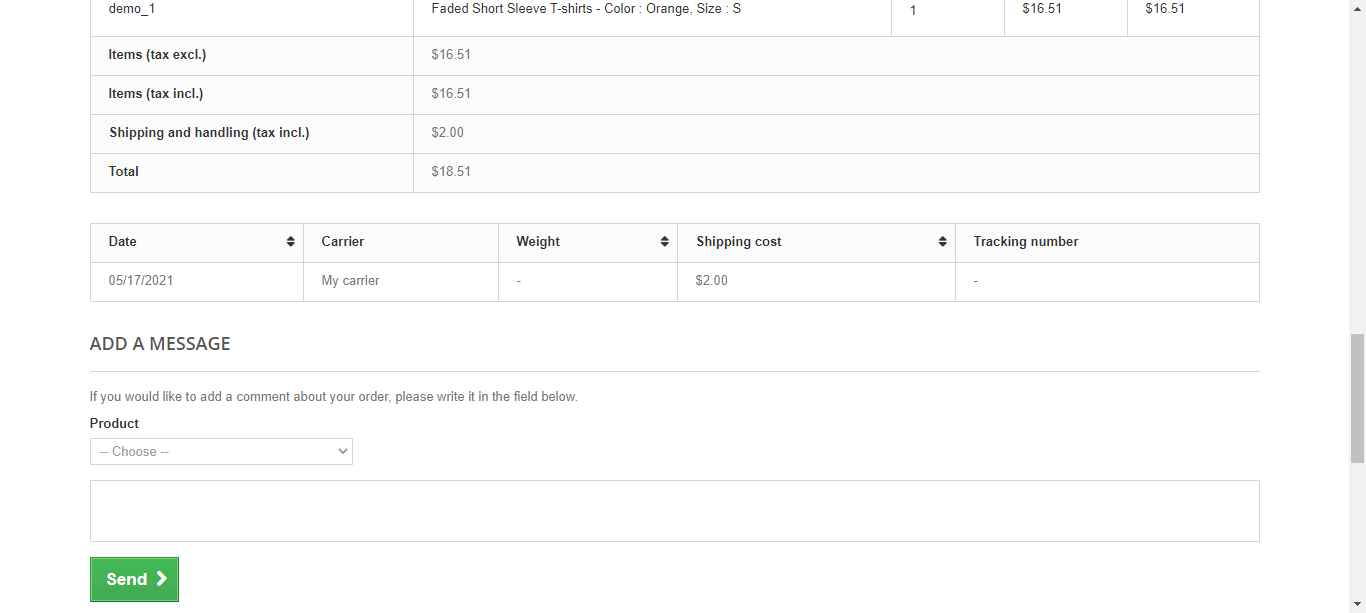 demo_1 Faded Short Sleeve T-shirts - Color : Orange, Size : S 1 $16.51 $16.51
Items (tax excl.) $16.51
Items (tax incl.) $16.51
Shipping and handling (tax incl.) $2.00
Total $18.51
Date Carrier Weight Shipping cost Tracking number
05/17/2021 My carrier - $2.00 -
ADD A MESSAGE
If you would like to add a comment about your order, please write it in the field below.
Product
-- Choose --
Send